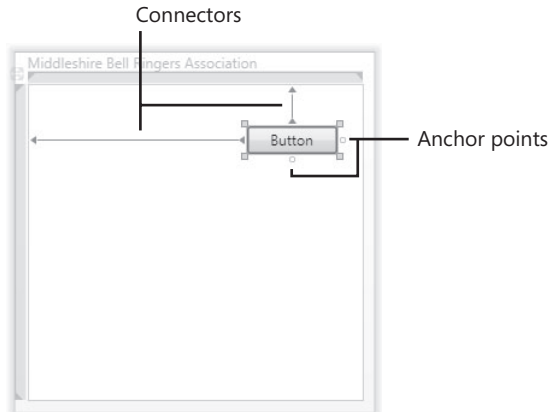 Connectors
Middleshire Bell Ringers Association
Button
Anchor points